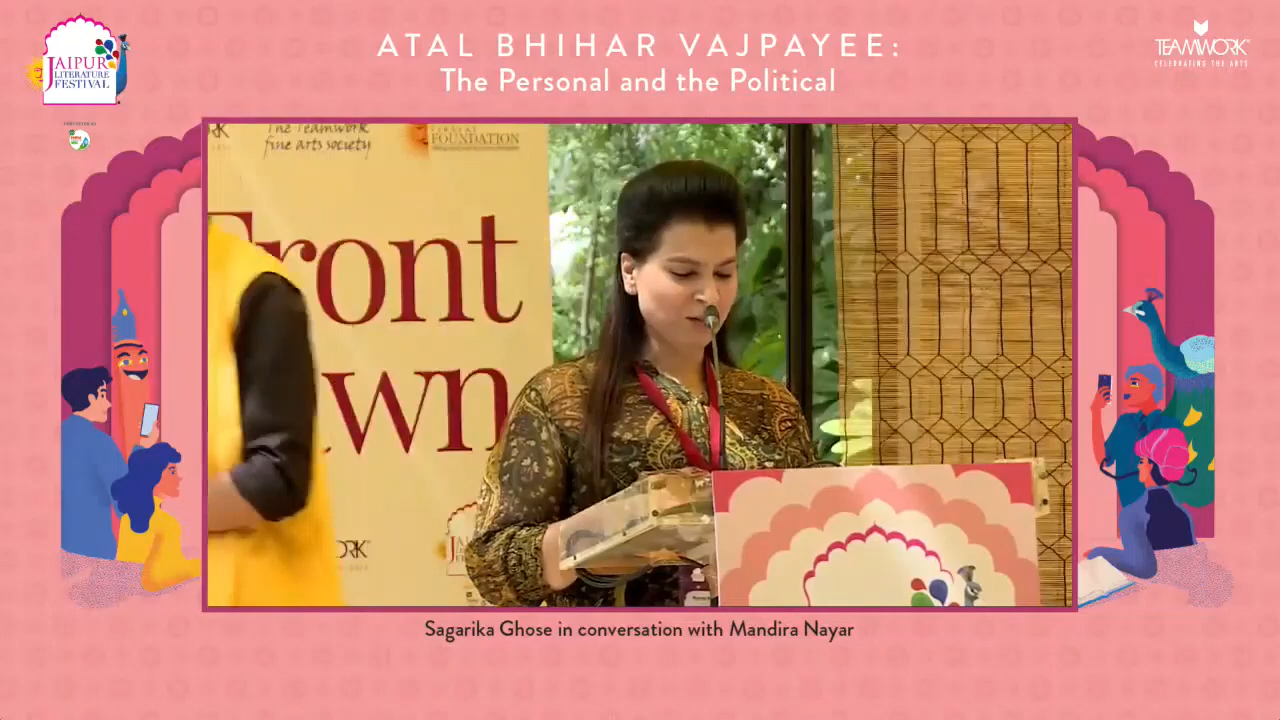 ATAL BHIHAR VAJPAYEE:
The Personal and the Political
JAIPUR
LITERATURE
FESTIVAL
TEAMWORK
CELEBRATING THE ARTS
The Teamwork
fine arts society
FOUNDATION
Front
awn
Sagarika Ghose in conversation with Mandira Nayar